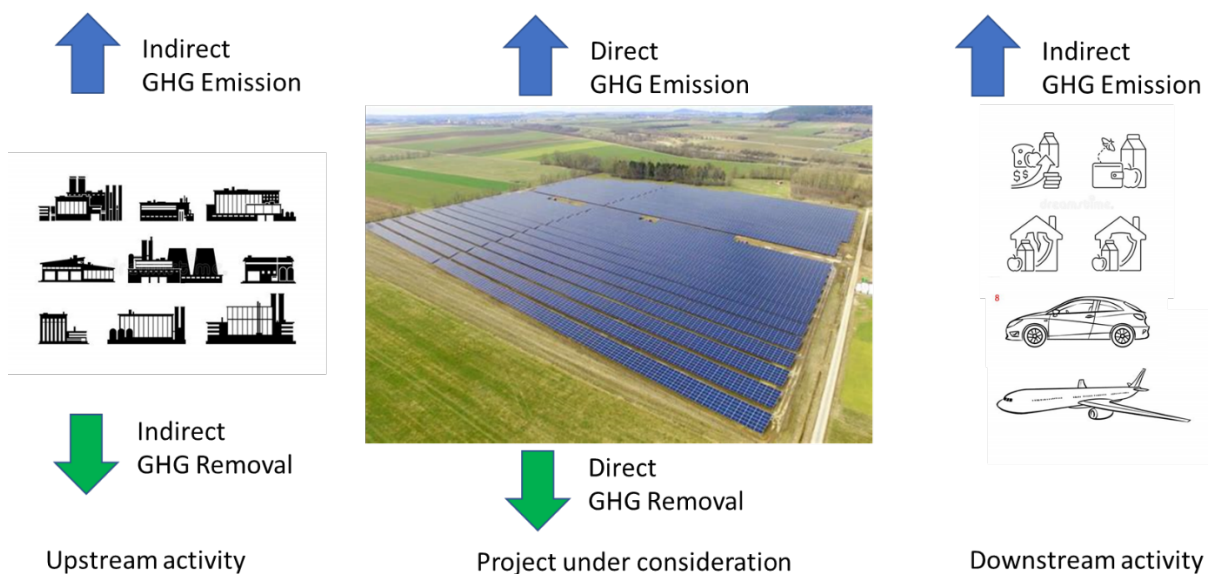 Indirect
GHG Emission
Direct
GHG Emission
Indirect
GHG Emission
$$
8
Indirect
GHG Removal
Direct
GHG Removal
Upstream activity
Project under consideration
Downstream activity